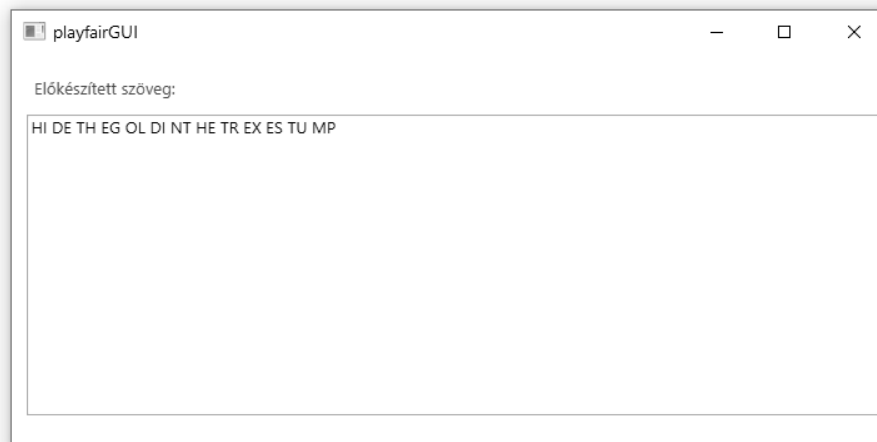 playfairGUI
Előkészített szöveg:
HI DE TH EG OL DI NT HE TR EX ES TU MP